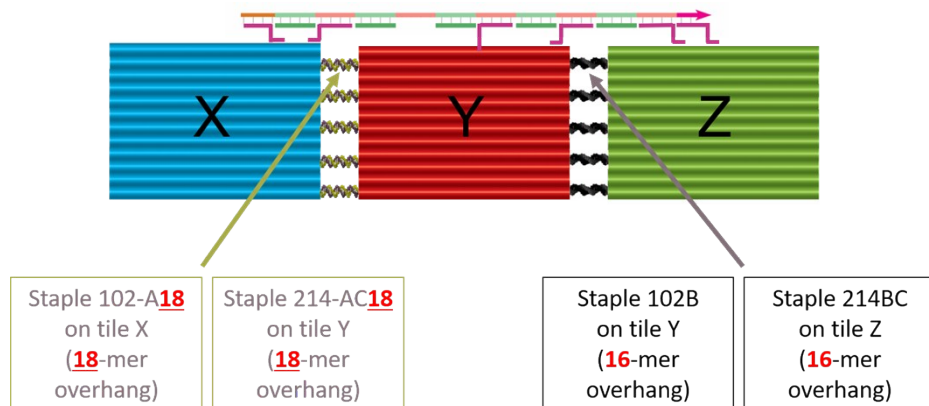 X
Y
Z
Staple 102-A18
on tile X
(18-mer
overhang)
Staple 214-AC18
on tile Y
(18-mer
overhang)
Staple 102B
on tile Y
(16-mer
overhang)
Staple 214BC
on tile Z
(16-mer
overhang)